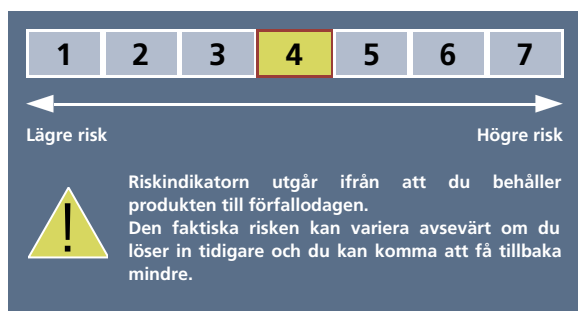 1 2 3 4 5 6 7
Lägre risk Högre risk
Riskindikatorn utgår ifrån att du behåller
produkten till förfallodagen.
Den faktiska risken kan variera avsevärt om du
löser in tidigare och du kan komma att få tillbaka
mindre.
!